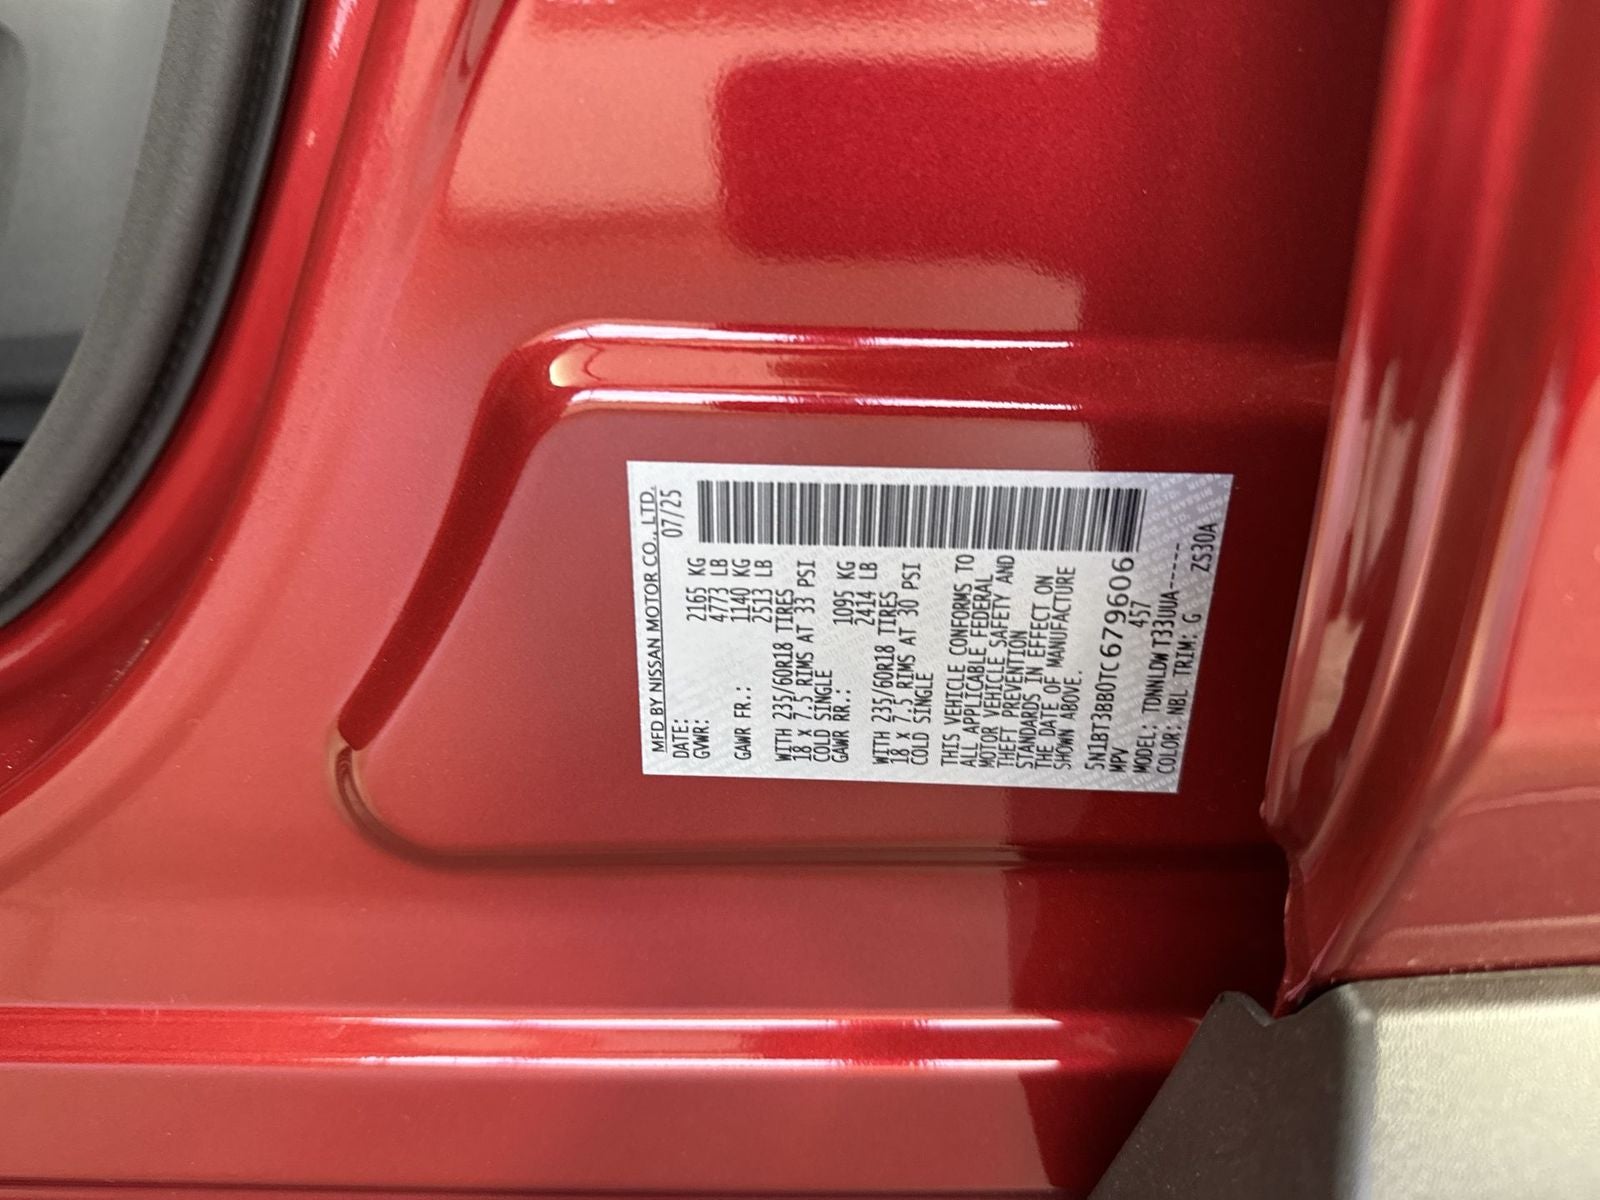 MFD BY NISSAN MOTOR CO., LTD.
DATE: 07/25
GVWR: 2165 KG
4773 LB
GAWR FR.: 1140 KG
2513 LB
WITH 235/60R18 TIRES
18 x 7.5 RIMS AT 33 PSI
COLD SINGLE
GAWR RR.: 1095 KG
2414 LB
WITH 235/60R18 TIRES
18 x 7.5 RIMS AT 30 PSI
COLD SINGLE
THIS VEHICLE CONFORMS TO
ALL APPLICABLE FEDERAL
MOTOR VEHICLE SAFETY AND
THEFT PREVENTION
STANDARDS IN EFFECT ON
THE DATE OF MANUFACTURE
SHOWN ABOVE.
5N1BT3BB0TC679606
MPV 457
MODEL: TDNNLDW T33UUA------
COLOR: NBL TRIM: G ZS30A